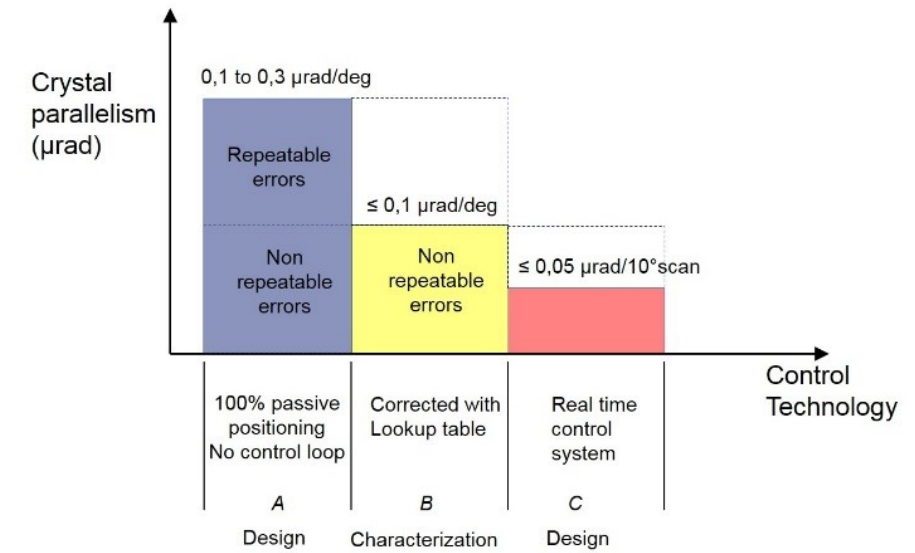 Crystal
parallelism
(µrad)
0,1 to 0,3 µrad/deg
Repeatable
errors
Non
repeatable
errors
≤ 0,1 µrad/deg
Non
repeatable
errors
≤ 0,05 µrad/10°scan
Control
Technology
100% passive
positioning
No control loop
Corrected with
Lookup table
Real time
control
system
A
B
C
Design
Characterization
Design